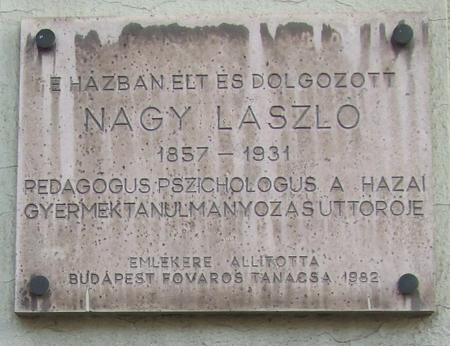 E HÁZBAN ÉLT ÉS DOLGOZOTT
NAGY LÁSZLÓ
1857 – 1931
PEDAGÓGUS, PSZICHOLÓGUS A HAZAI
GYERMEKTANULMÁNYOZÁS ÚTTÖRŐJE
EMLÉKÉRE ÁLLÍTOTTA
BUDAPEST FŐVÁROS TANÁCSA 1982